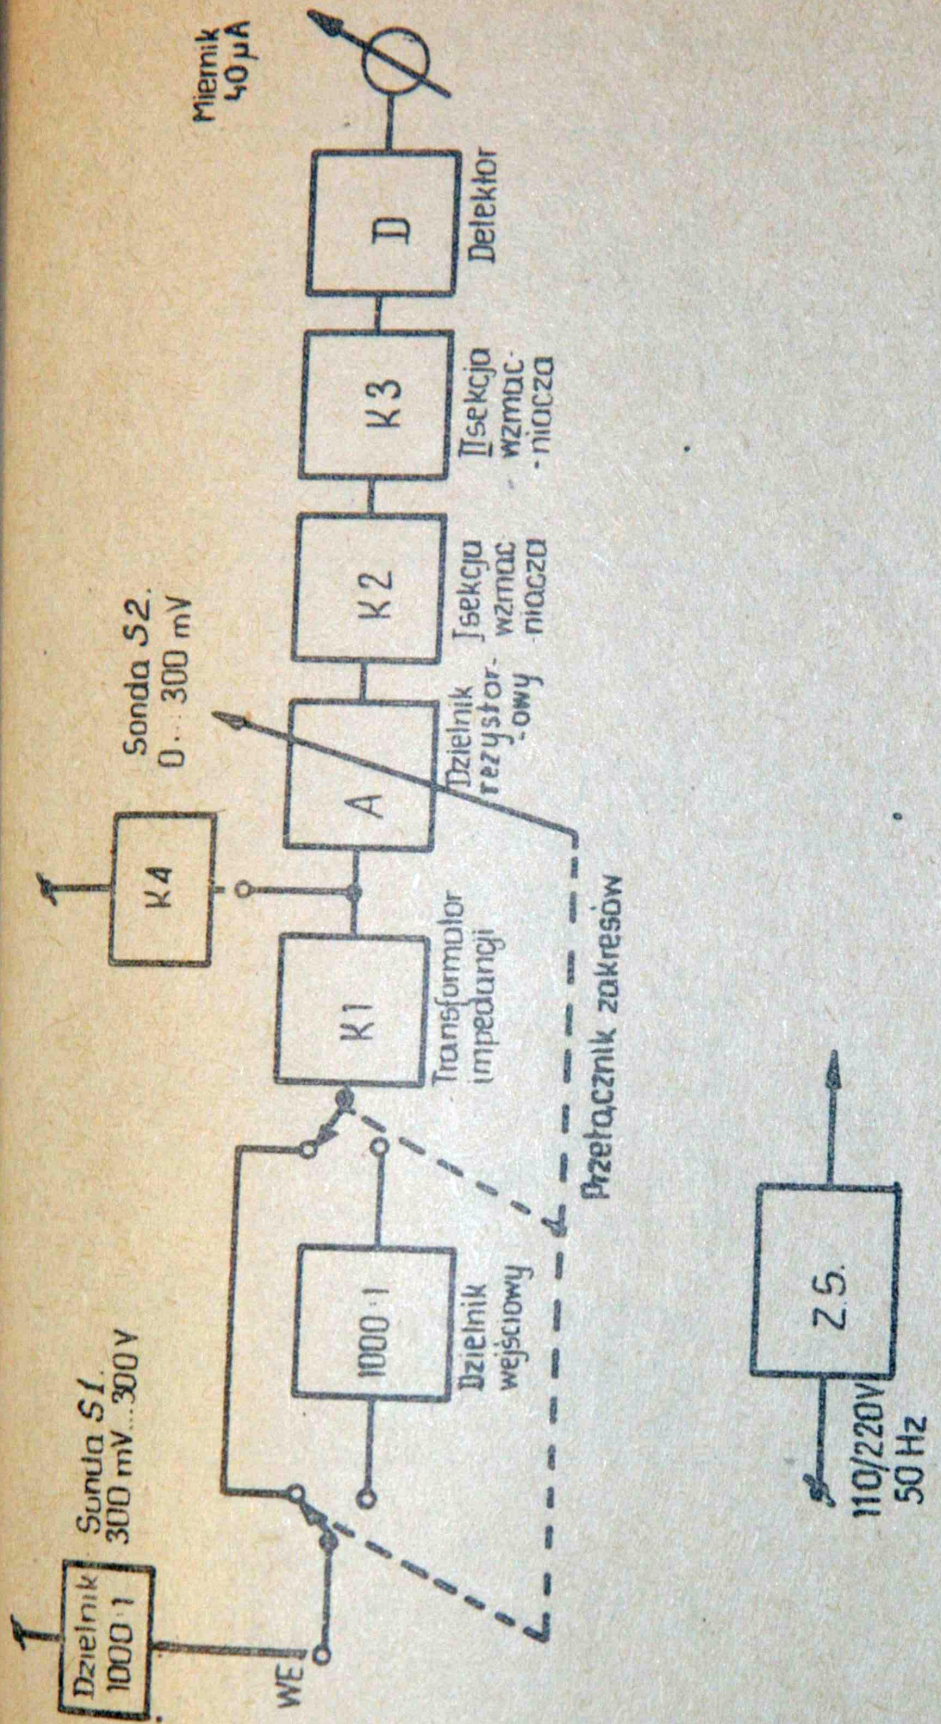 Dzielnik
1000:1
Sonda S1.
300 mV...300V
WE
1000:1
Dzielnik
wejściowy
K1
Transformator
impedancji
K4
Sonda S2.
0...300 mV
A
Dzielnik
rezystor-
-owy
K2
I sekcja
wzmac
-niacza
K3
II sekcja
wzmac-
-niacza
D
Detektor
Miernik
40 μA
Przełącznik zakresów
Z.S.
110/220V
50 Hz